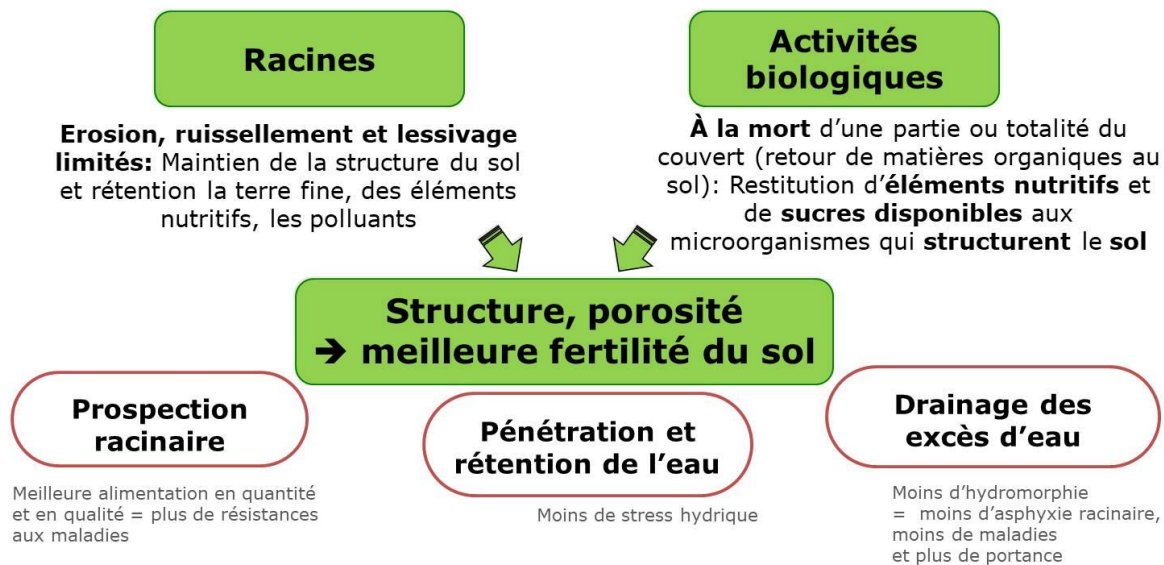 Racines
Activités
biologiques
Erosion, ruissellement et lessivage
limités: Maintien de la structure du sol
et rétention la terre fine, des éléments
nutritifs, les polluants
À la mort d’une partie ou totalité du
couvert (retour de matières organiques au
sol): Restitution d’éléments nutritifs et
de sucres disponibles aux
microorganismes qui structurent le sol
Structure, porosité
➔ meilleure fertilité du sol
Prospection
racinaire
Pénétration et
rétention de l’eau
Drainage des
excès d’eau
Meilleure alimentation en quantité
et en qualité = plus de résistances
aux maladies
Moins de stress hydrique
Moins d’hydromorphie
= moins d’asphyxie racinaire,
moins de maladies
et plus de portance